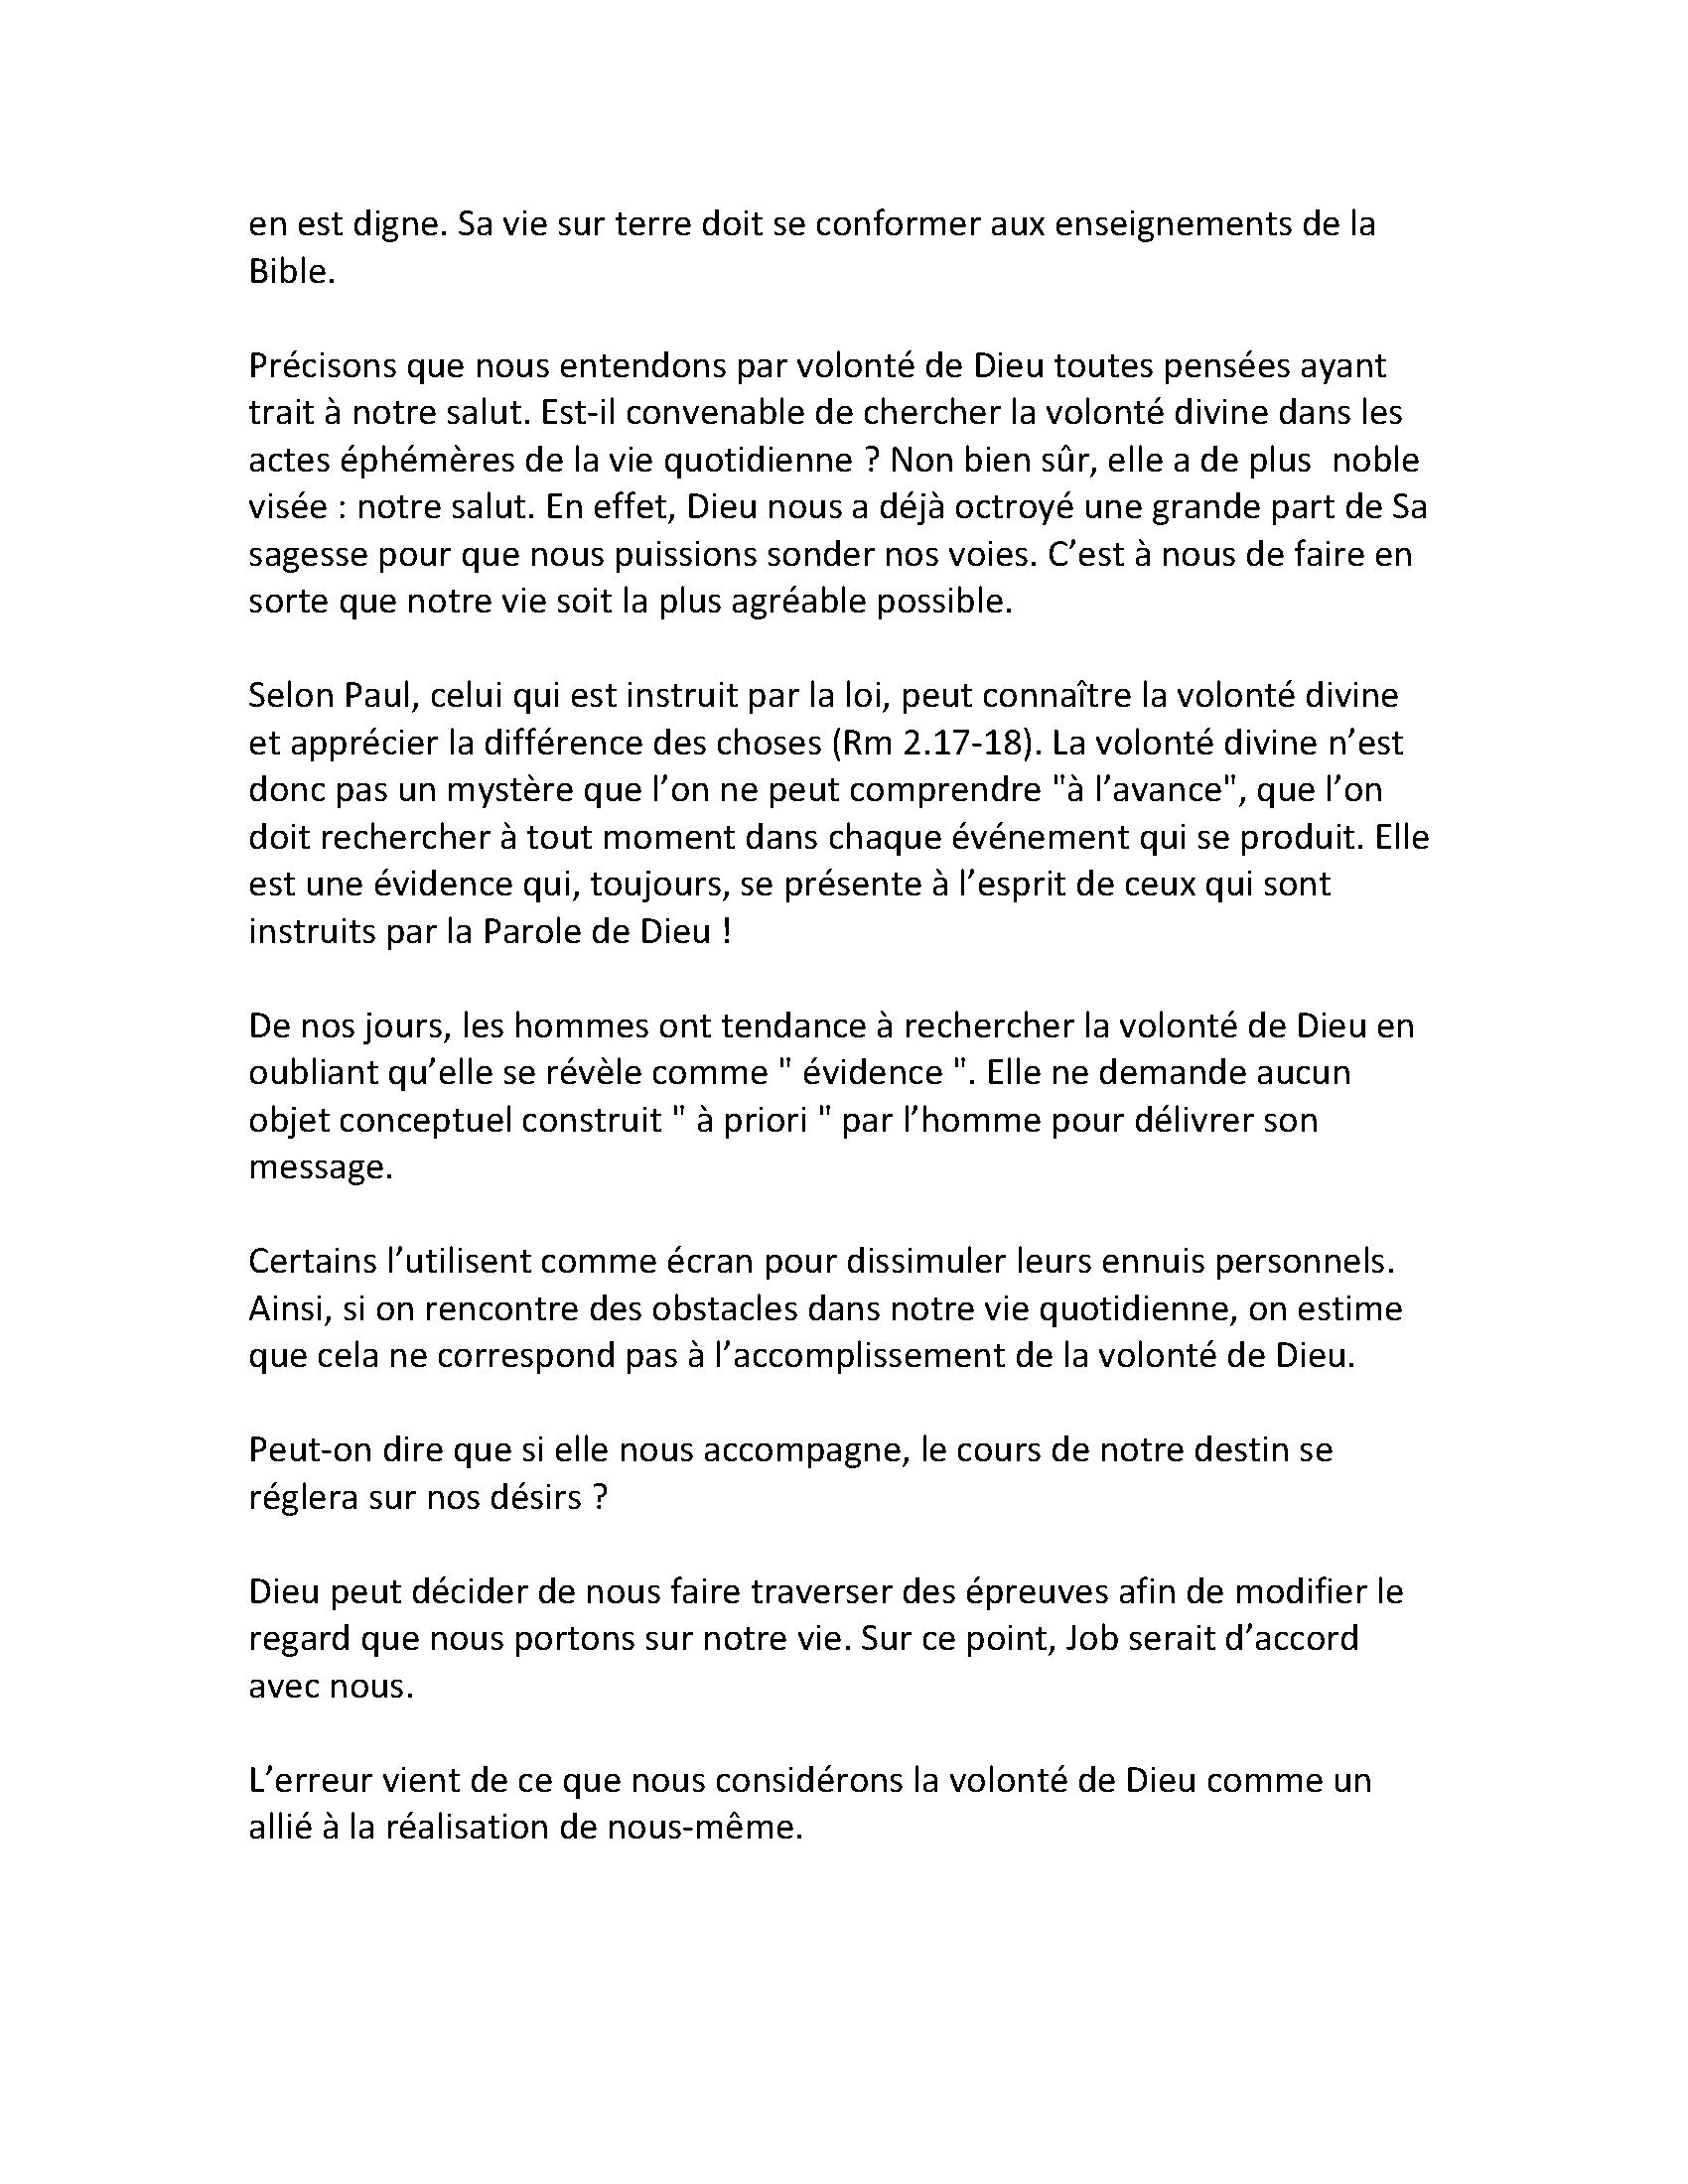 en est digne. Sa vie sur terre doit se conformer aux enseignements de la
Bible.
Précisons que nous entendons par volonté de Dieu toutes pensées ayant
trait à notre salut. Est-il convenable de chercher la volonté divine dans les
actes éphémères de la vie quotidienne ? Non bien sûr, elle a de plus  noble
visée : notre salut. En effet, Dieu nous a déjà octroyé une grande part de Sa
sagesse pour que nous puissions sonder nos voies. C’est à nous de faire en
sorte que notre vie soit la plus agréable possible.
Selon Paul, celui qui est instruit par la loi, peut connaître la volonté divine
et apprécier la différence des choses (Rm 2.17-18). La volonté divine n’est
donc pas un mystère que l’on ne peut comprendre "à l’avance", que l’on
doit rechercher à tout moment dans chaque événement qui se produit. Elle
est une évidence qui, toujours, se présente à l’esprit de ceux qui sont
instruits par la Parole de Dieu !
De nos jours, les hommes ont tendance à rechercher la volonté de Dieu en
oubliant qu’elle se révèle comme " évidence ". Elle ne demande aucun
objet conceptuel construit " à priori " par l’homme pour délivrer son
message.
Certains l’utilisent comme écran pour dissimuler leurs ennuis personnels.
Ainsi, si on rencontre des obstacles dans notre vie quotidienne, on estime
que cela ne correspond pas à l’accomplissement de la volonté de Dieu.
Peut-on dire que si elle nous accompagne, le cours de notre destin se
réglera sur nos désirs ?
Dieu peut décider de nous faire traverser des épreuves afin de modifier le
regard que nous portons sur notre vie. Sur ce point, Job serait d’accord
avec nous.
L’erreur vient de ce que nous considérons la volonté de Dieu comme un
allié à la réalisation de nous-même.